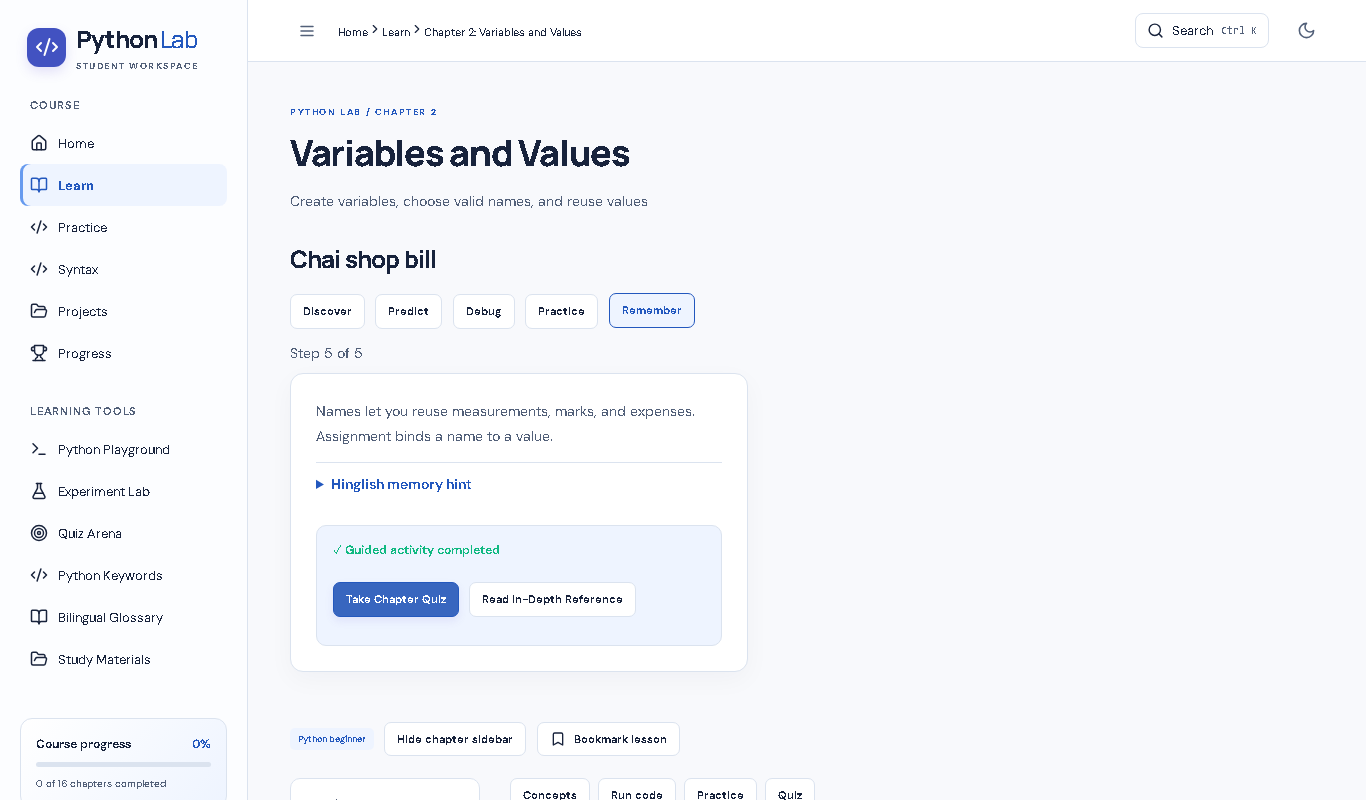 Python Lab
STUDENT WORKSPACE
COURSE
Home
Learn
Practice
Syntax
Projects
Progress
LEARNING TOOLS
Python Playground
Experiment Lab
Quiz Arena
Python Keywords
Bilingual Glossary
Study Materials
Course progress 0%
0 of 16 chapters completed
Home > Learn > Chapter 2: Variables and Values
Search Ctrl K
PYTHON LAB / CHAPTER 2
Variables and Values
Create variables, choose valid names, and reuse values
Chai shop bill
Discover Predict Debug Practice Remember
Step 5 of 5
Names let you reuse measurements, marks, and expenses.
Assignment binds a name to a value.
Hinglish memory hint
✓ Guided activity completed
Take Chapter Quiz Read In-Depth Reference
Python beginner Hide chapter sidebar Bookmark lesson
Concepts Run code Practice Quiz